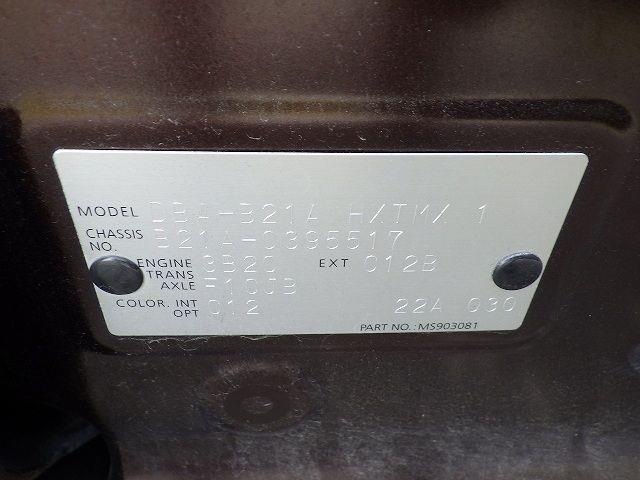 MODEL DBA-B21A HXTMX 1
CHASSIS NO. B21A-0395517
ENGINE 3B20 EXT 012B
TRANS AXLE F1CJB
COLOR. INT 012
OPT 22A 030
PART NO.: MS903081